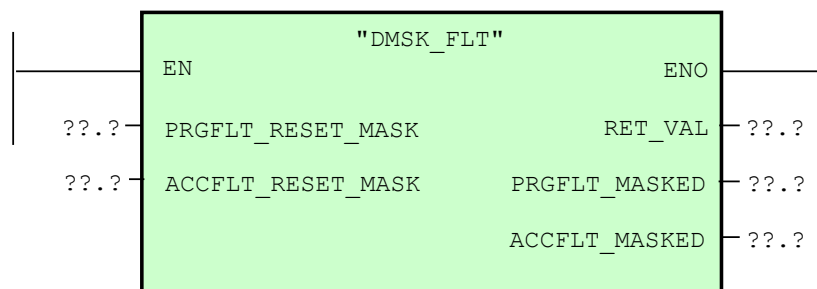 "DMSK_FLT"
EN ENO
??.? PRGFLT_RESET_MASK RET_VAL ??.?
??.? ACCFLT_RESET_MASK PRGFLT_MASKED ??.?
ACCFLT_MASKED ??.?